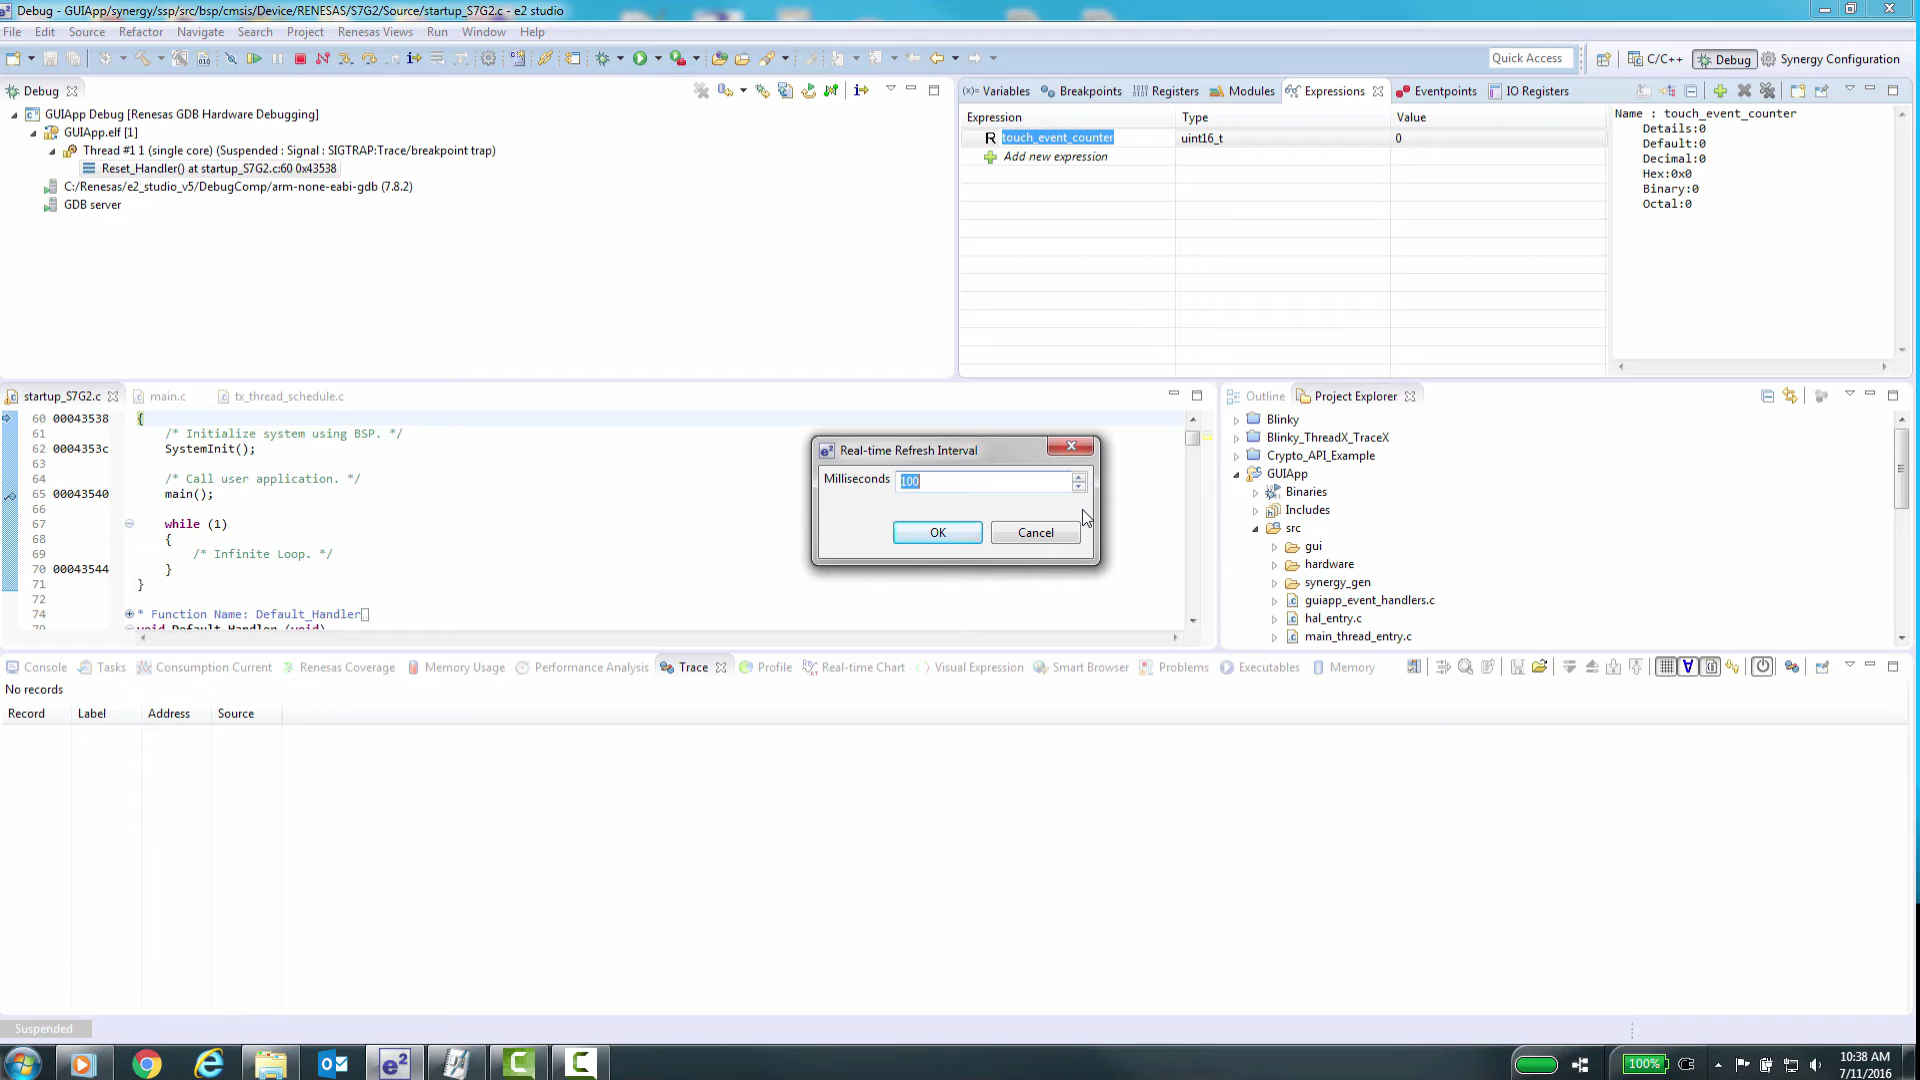 Debug - GUIApp/synergy/ssp/src/bsp/cmsis/Device/RENESAS/S7G2/Source/startup_S7G2.c - e2 studio
File Edit Source Refactor Navigate Search Project Renesas Views Run Window Help
Quick Access C/C++ Debug Synergy Configuration
Debug
GUIApp Debug [Renesas GDB Hardware Debugging]
GUIApp.elf [1]
Thread #1 1 (single core) (Suspended : Signal : SIGTRAP:Trace/breakpoint trap)
Reset_Handler() at startup_S7G2.c:60 0x43538
C:/Renesas/e2_studio_v5/DebugComp/arm-none-eabi-gdb (7.8.2)
GDB server
(x)= Variables Breakpoints Registers Modules Expressions Eventpoints IO Registers
Expression Type Value
R touch_event_counter uint16_t 0
Add new expression
Name : touch_event_counter
Details:0
Default:0
Decimal:0
Hex:0x0
Binary:0
Octal:0
startup_S7G2.c main.c tx_thread_schedule.c
60 00043538 {
61 /* Initialize system using BSP. */
62 0004353c SystemInit();
63
64 /* Call user application. */
65 00043540 main();
66
67 while (1)
68 {
69 /* Infinite Loop. */
70 00043544 }
71 }
72
74 * Function Name: Default_Handler
79 void Default_Handler (void)
Real-time Refresh Interval
Milliseconds 100
OK Cancel
Outline Project Explorer
Blinky
Blinky_ThreadX_TraceX
Crypto_API_Example
GUIApp
Binaries
Includes
src
gui
hardware
synergy_gen
guiapp_event_handlers.c
hal_entry.c
main_thread_entry.c
Console Tasks Consumption Current Renesas Coverage Memory Usage Performance Analysis Trace Profile Real-time Chart Visual Expression Smart Browser Problems Executables Memory
No records
Record Label Address Source
Suspended
100% 10:38 AM
7/11/2016